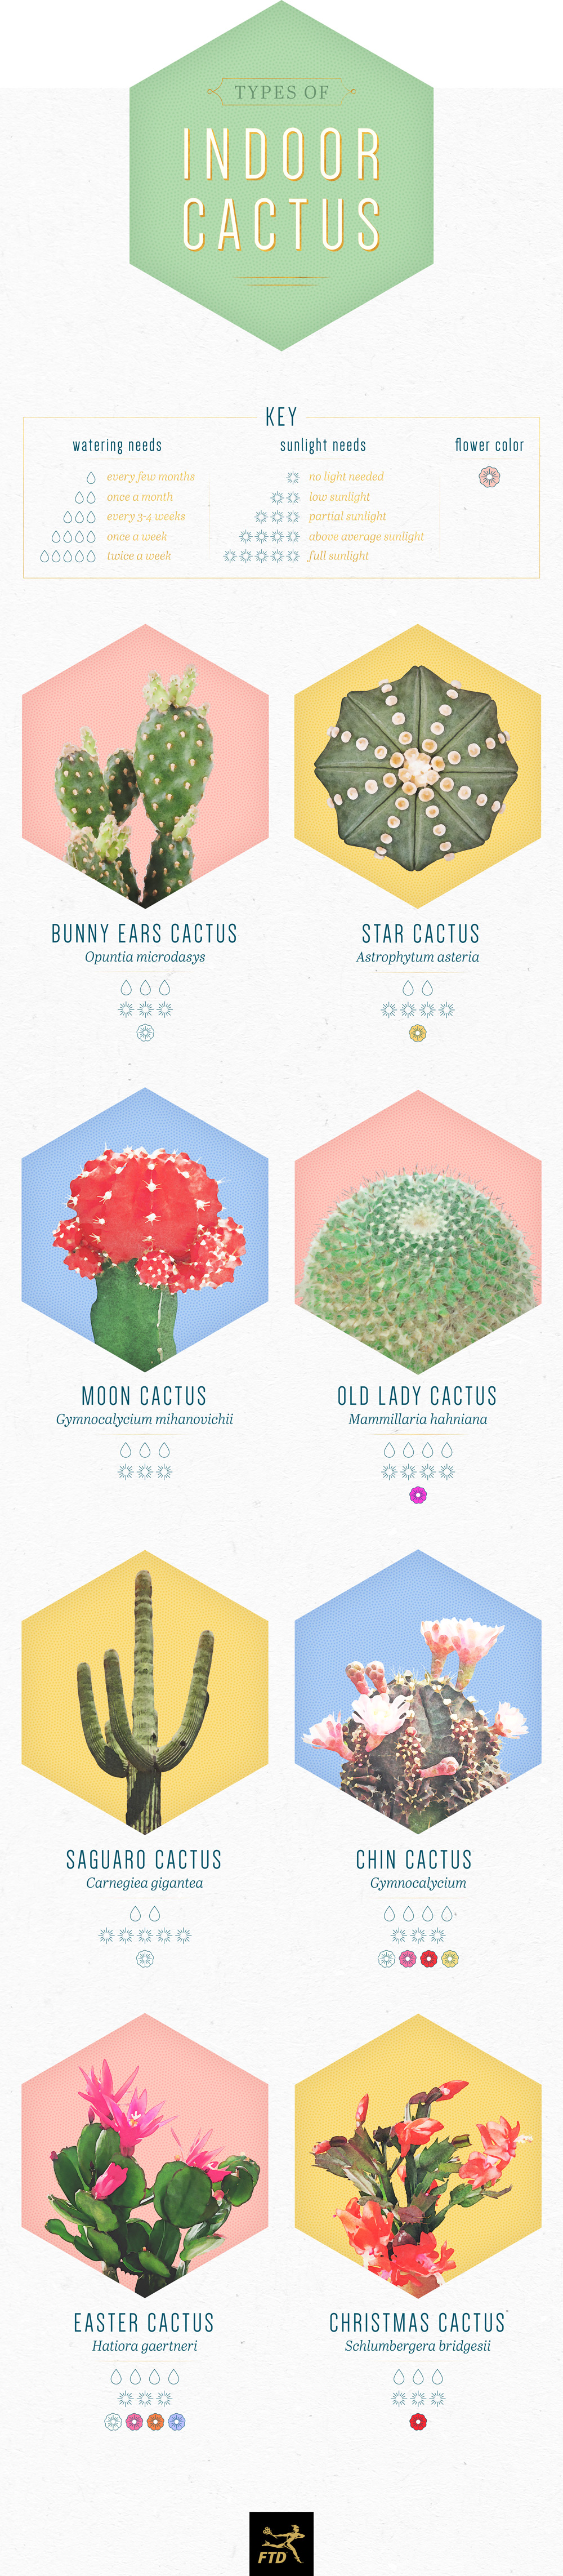 TYPES OF
INDOOR
CACTUS
KEY
watering needs
every few months
once a month
every 3-4 weeks
once a week
twice a week
sunlight needs
no light needed
low sunlight
partial sunlight
above average sunlight
full sunlight
flower color
BUNNY EARS CACTUS
Opuntia microdasys
STAR CACTUS
Astrophytum asteria
MOON CACTUS
Gymnocalycium mihanovichii
OLD LADY CACTUS
Mammillaria hahniana
SAGUARO CACTUS
Carnegiea gigantea
CHIN CACTUS
Gymnocalycium
EASTER CACTUS
Hatiora gaertneri
CHRISTMAS CACTUS
Schlumbergera bridgesii
FTD